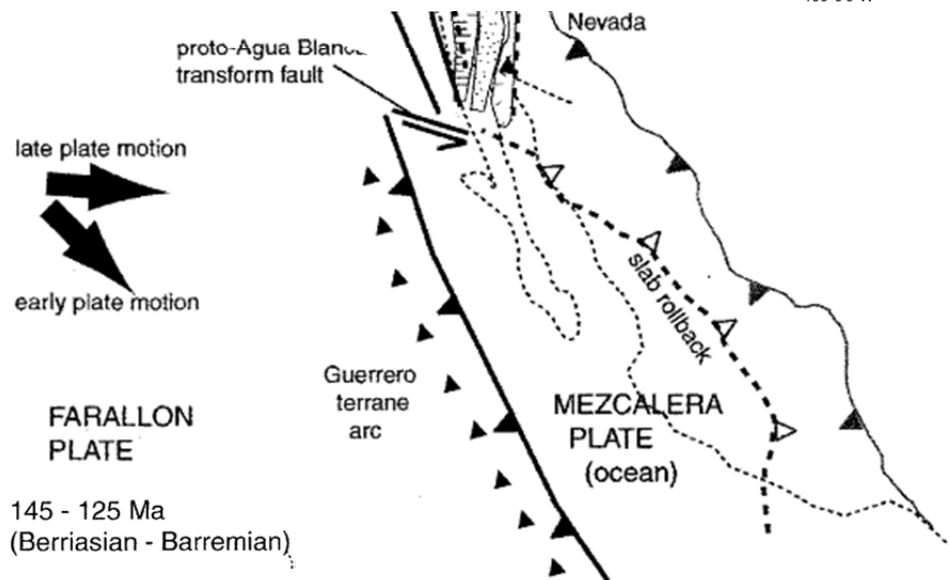 Nevada
proto-Agua
transform fault
late plate motion
early plate motion
slab rollback
Guerrero
terrane
arc
MEZCALERA
PLATE
(ocean)
FARALLON
PLATE
145 - 125 Ma
(Berriasian - Barremian)